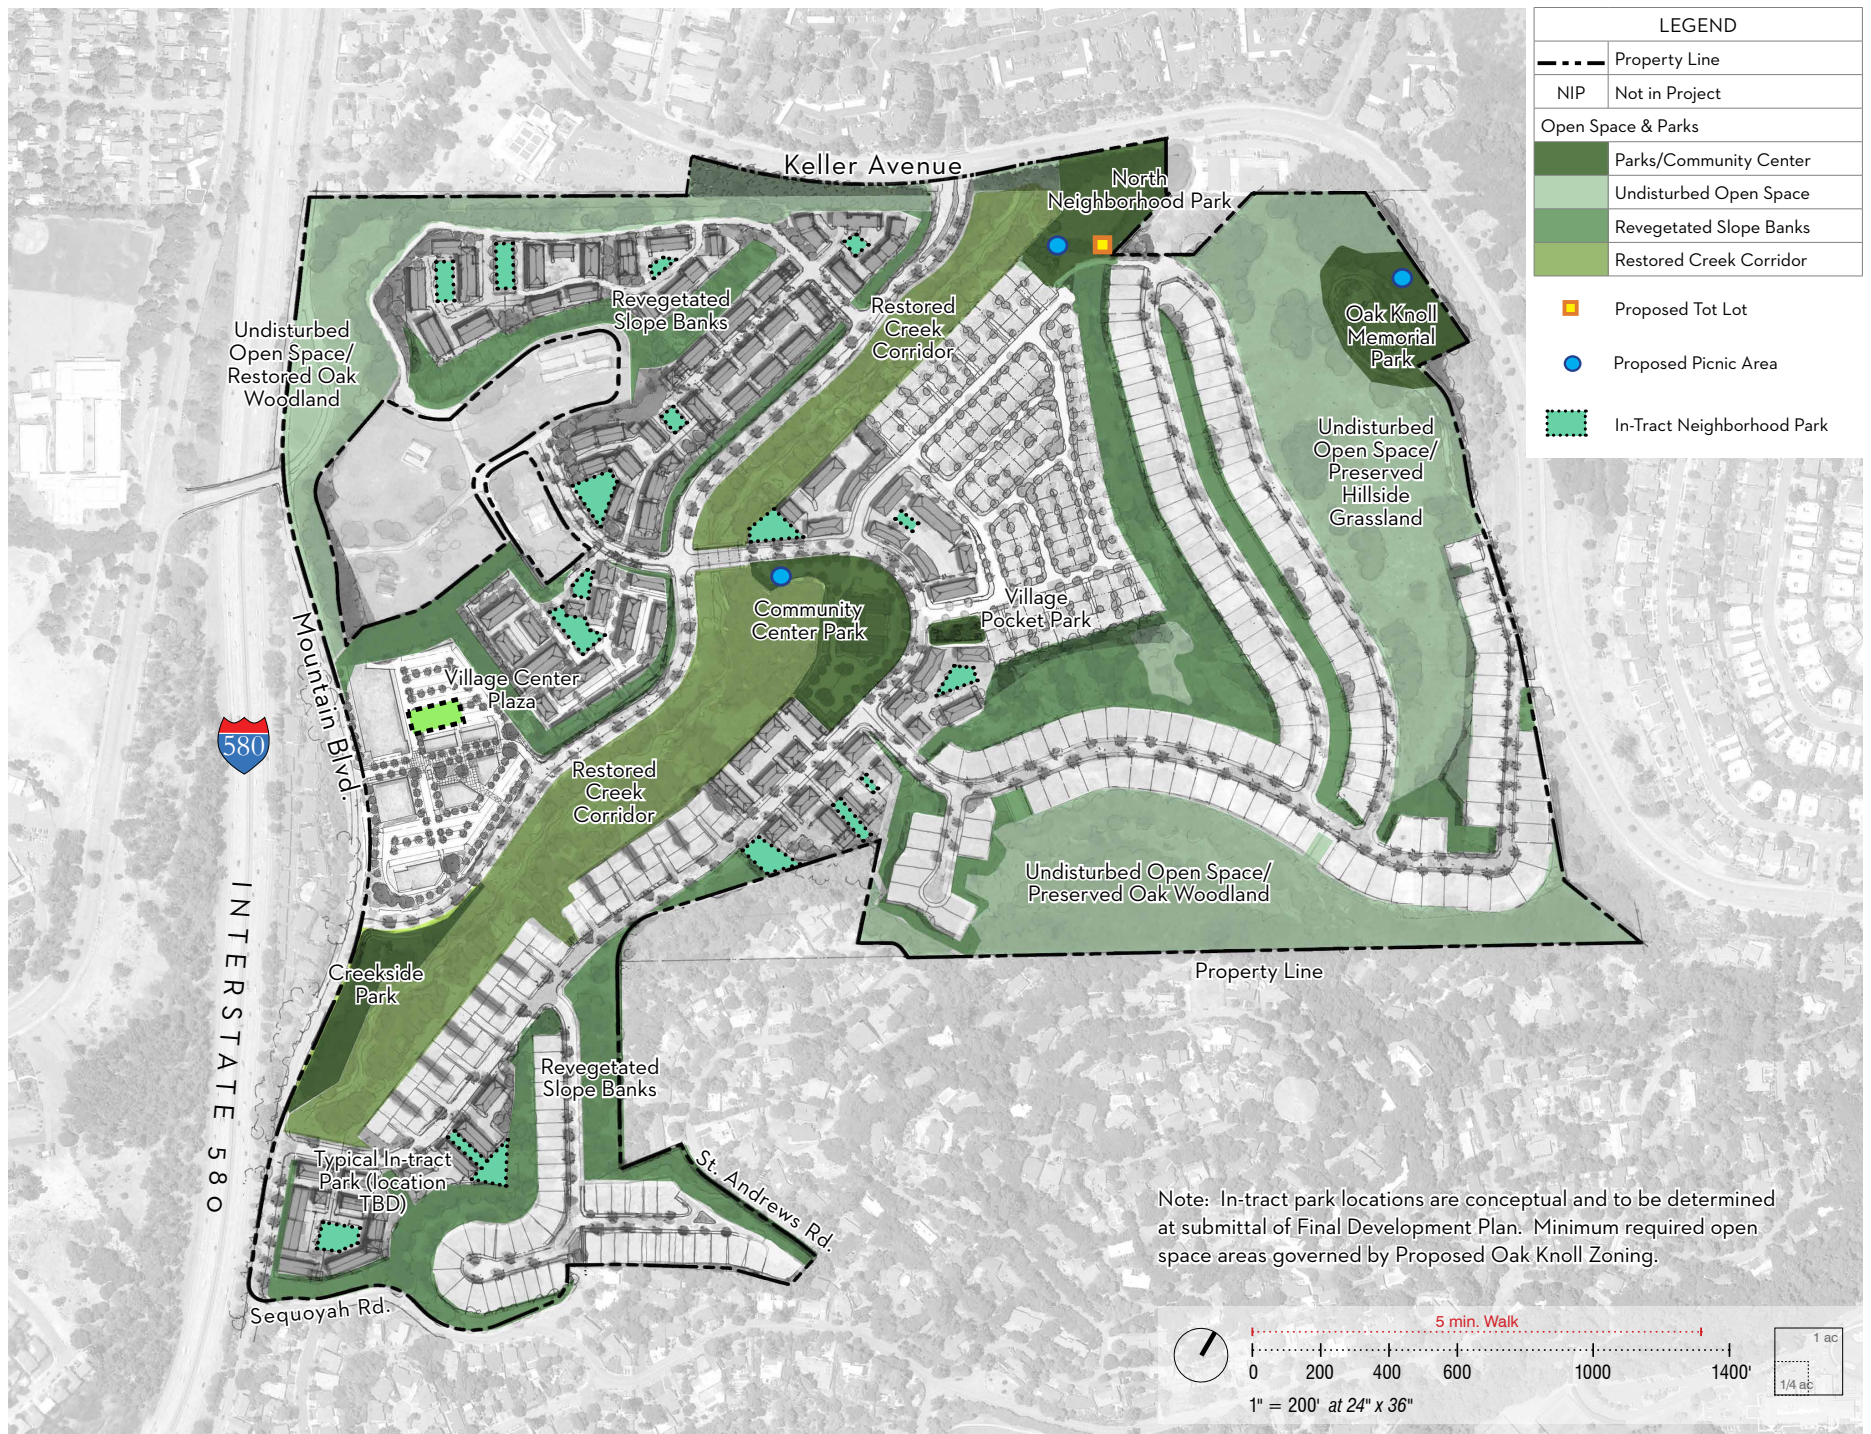 LEGEND
Property Line
NIP Not in Project
Open Space & Parks
Parks/Community Center
Undisturbed Open Space
Revegetated Slope Banks
Restored Creek Corridor
Proposed Tot Lot
Proposed Picnic Area
In-Tract Neighborhood Park
Keller Avenue
North
Neighborhood Park
Oak Knoll
Memorial
Park
Revegetated
Slope Banks
Restored
Creek
Corridor
Undisturbed
Open Space/
Restored Oak
Woodland
Undisturbed
Open Space/
Preserved
Hillside
Grassland
Community
Center Park
Village
Pocket Park
Mountain Blvd.
Village Center
Plaza
580
Restored
Creek
Corridor
Undisturbed Open Space/
Preserved Oak Woodland
INTERSTATE 580
Creekside
Park
Property Line
Revegetated
Slope Banks
Typical In-tract
Park (location
TBD)
St. Andrews Rd.
Sequoyah Rd.
Note: In-tract park locations are conceptual and to be determined
at submittal of Final Development Plan. Minimum required open
space areas governed by Proposed Oak Knoll Zoning.
5 min. Walk
0 200 400 600 1000 1400'
1" = 200' at 24" x 36"
1 ac
1/4 ac